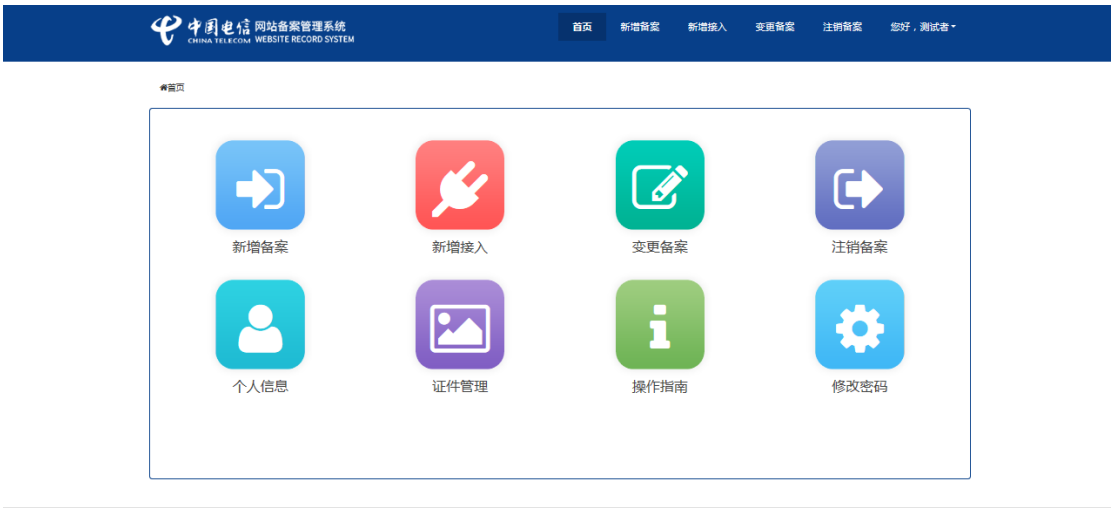 中国电信 网站备案管理系统
CHINA TELECOM WEBSITE RECORD SYSTEM
首页 新增备案 新增接入 变更备案 注销备案 您好，测试者
首页
新增备案 新增接入 变更备案 注销备案
个人信息 证件管理 操作指南 修改密码